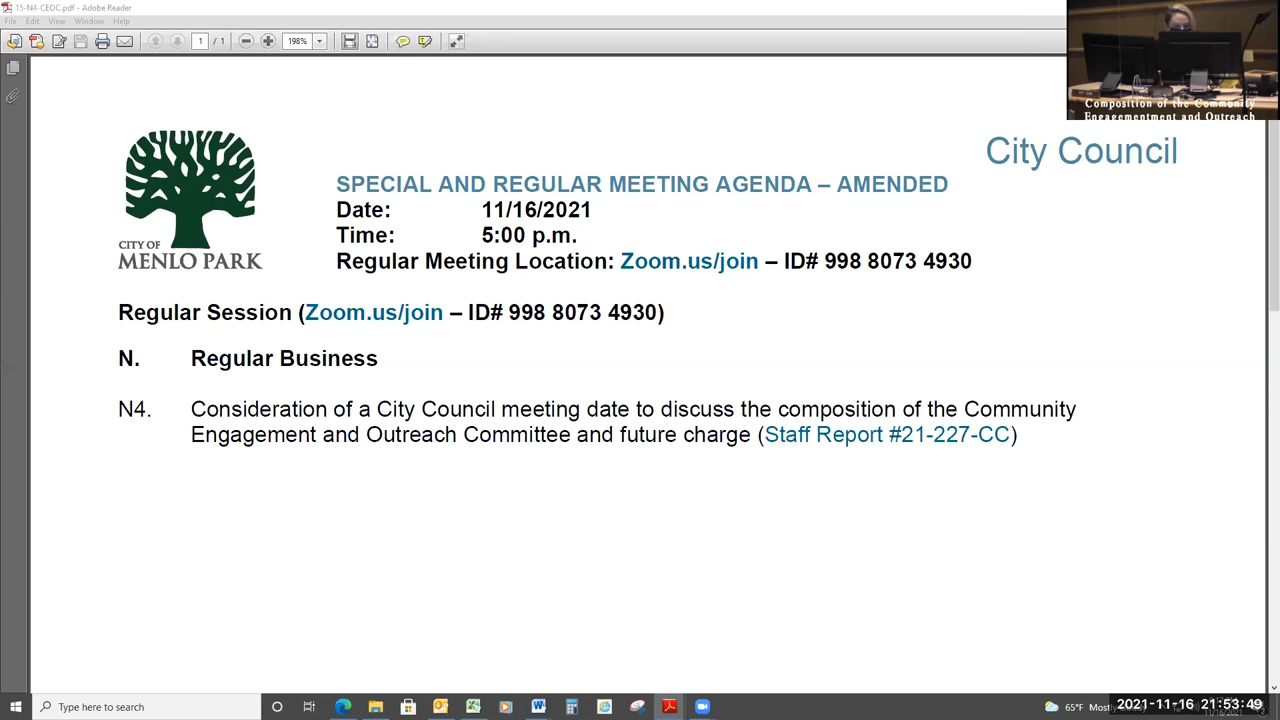 15-N4-CEOC.pdf - Adobe Reader
File Edit View Window Help
1 / 1 198%
Composition of the Community
Engagementment and Outreach
City Council
SPECIAL AND REGULAR MEETING AGENDA – AMENDED
Date: 11/16/2021
Time: 5:00 p.m.
Regular Meeting Location: Zoom.us/join – ID# 998 8073 4930
CITY OF
MENLO PARK
Regular Session (Zoom.us/join – ID# 998 8073 4930)
N. Regular Business
N4. Consideration of a City Council meeting date to discuss the composition of the Community
Engagement and Outreach Committee and future charge (Staff Report #21-227-CC)
Type here to search
65°F
2021-11-16 21:53:49